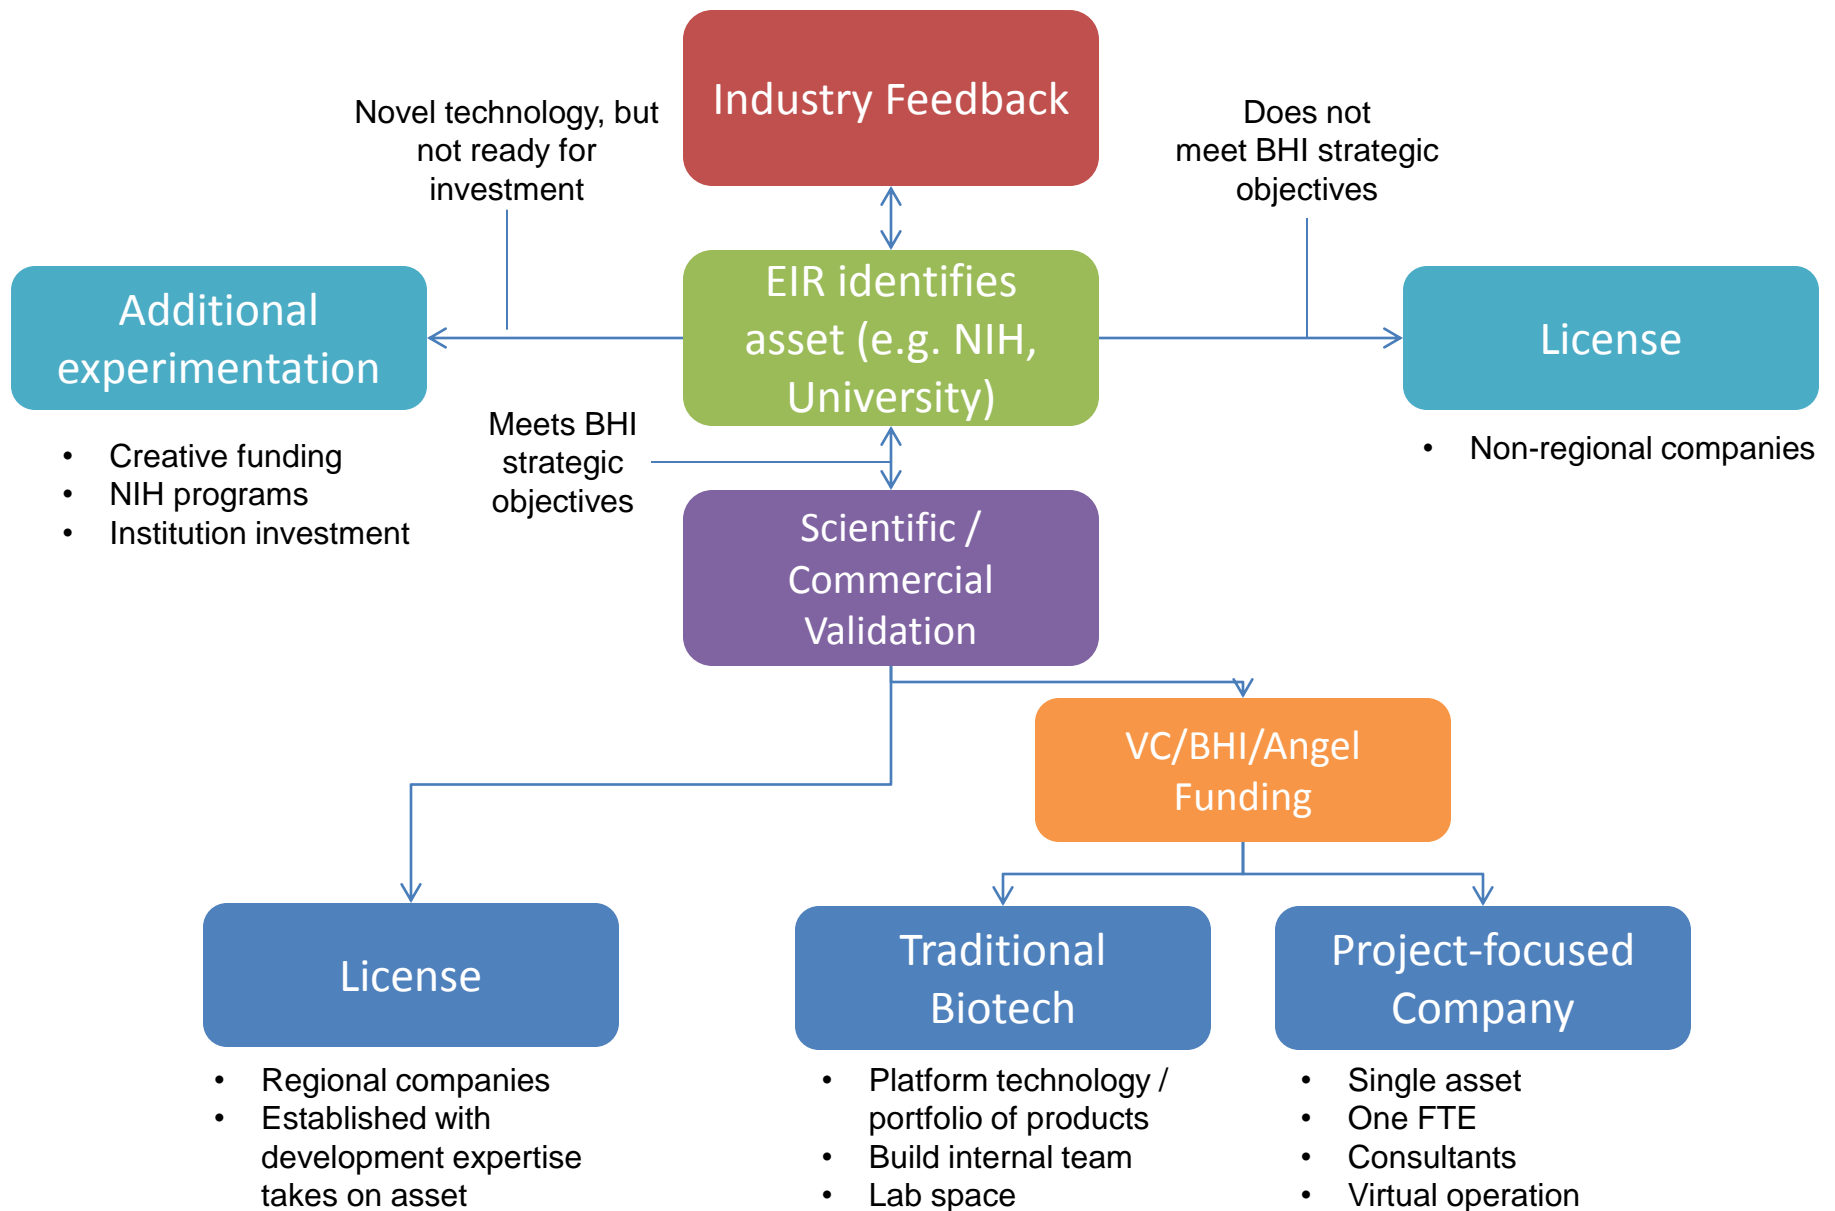 Industry Feedback
Novel technology, but
not ready for
investment
Does not
meet BHI strategic
objectives
Additional
experimentation
EIR identifies
asset (e.g. NIH,
University)
License
• Creative funding
• NIH programs
• Institution investment
Meets BHI
strategic
objectives
• Non-regional companies
Scientific /
Commercial
Validation
VC/BHI/Angel
Funding
License
Traditional
Biotech
Project-focused
Company
• Regional companies
• Established with
development expertise
takes on asset
• Platform technology /
portfolio of products
• Build internal team
• Lab space
• Single asset
• One FTE
• Consultants
• Virtual operation